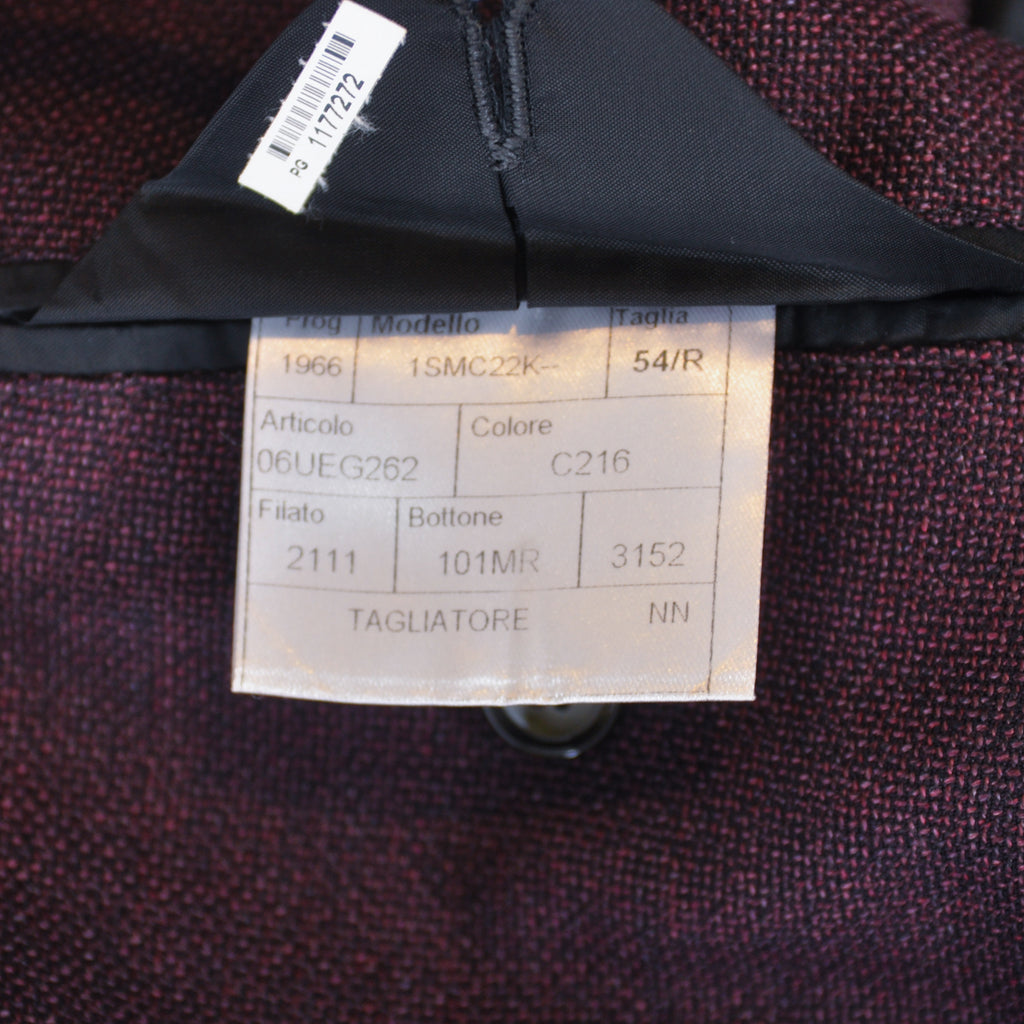 PG 1177272
Prog Modello Taglia
1966 1SMC22K-- 54/R
Articolo Colore
06UEG262 C216
Filato Bottone
2111 101MR 3152
TAGLIATORE NN